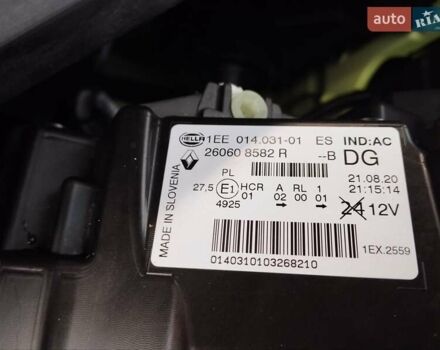 auto RIA
HELLA 1EE 014.031-01 ES IND:AC
26060 8582 R --B DG
PL 21.08.20
27,5 E1 HCR A RL 1 21:15:14
01 02 00 01
4925 24 12V
MADE IN SLOVENIA
1EX.2559
0140310103268210